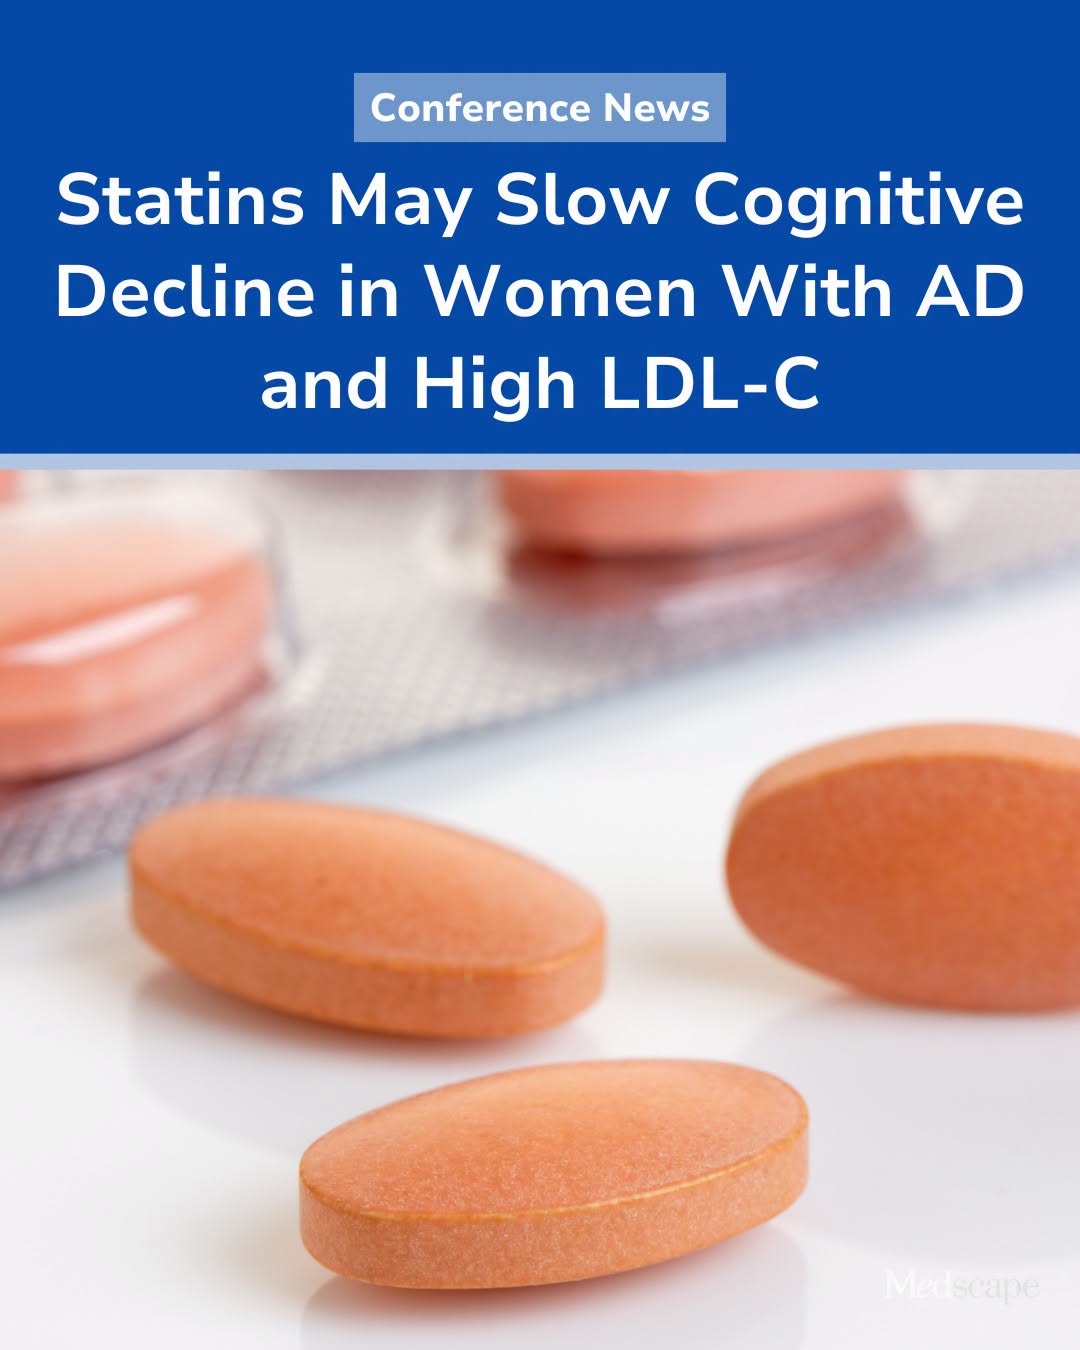 Conference News
Statins May Slow Cognitive
Decline in Women With AD
and High LDL-C
Medscape